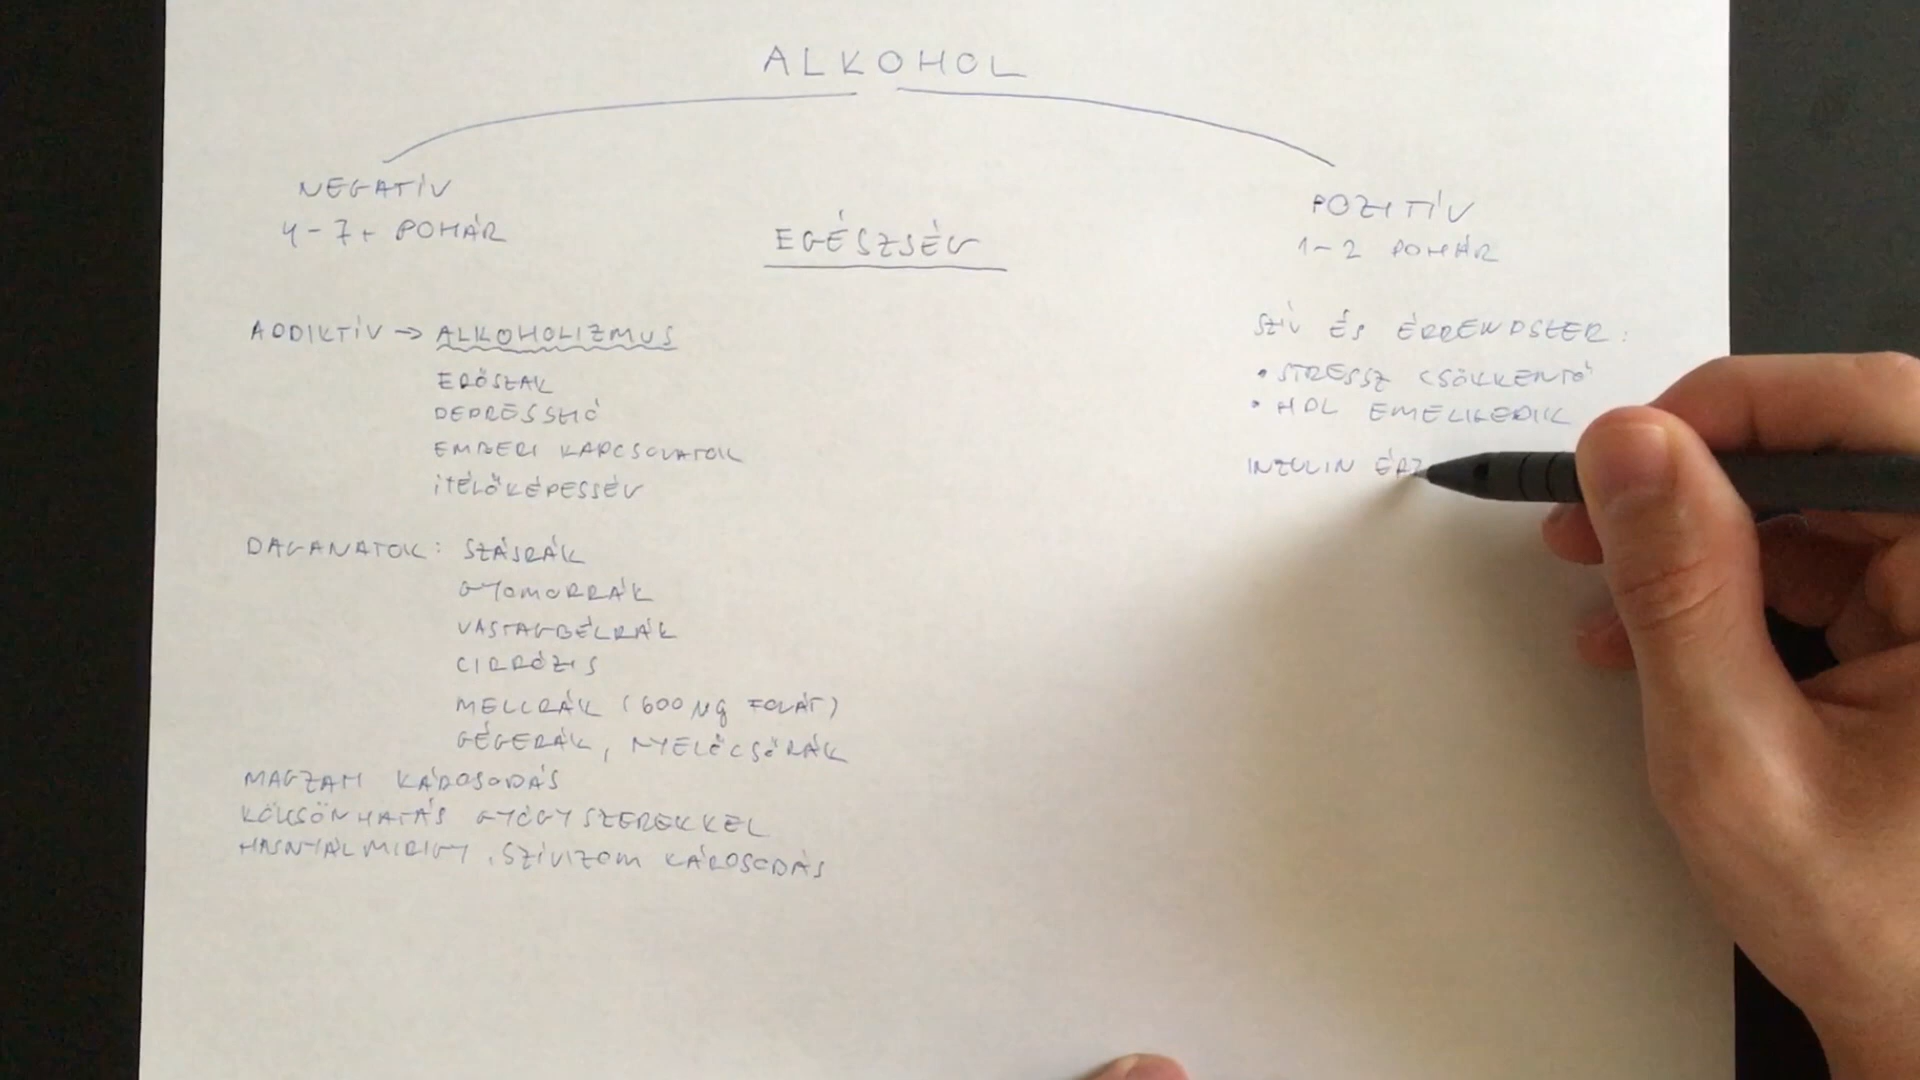 ALKOHOL
NEGATÍV
4-7+ POHÁR
EGÉSZSÉG
POZITÍV
1-2 POHÁR
ADDIKTÍV → ALKOHOLIZMUS
ERŐSZAK
DEPRESSZIÓ
EMBERI KAPCSOLATOK
ÍTÉLŐKÉPESSÉG
DAGANATOK: SZÁJRÁK
GYOMORRÁK
VASTAGBÉLRÁK
CIRRÓZIS
MELLRÁK (600 µg FOLÁT)
GÉGERÁK, NYELŐCSŐRÁK
MAGZATI KÁROSODÁS
KÖLCSÖNHATÁS GYÓGYSZEREKKEL
HASNYÁLMIRIGY, SZÍVIZOM KÁROSODÁS
SZÍV ÉS ÉRRENDSZER:
• STRESSZ CSÖKKENTŐ
• HDL EMELKEDIK
INZULIN ÉRZ